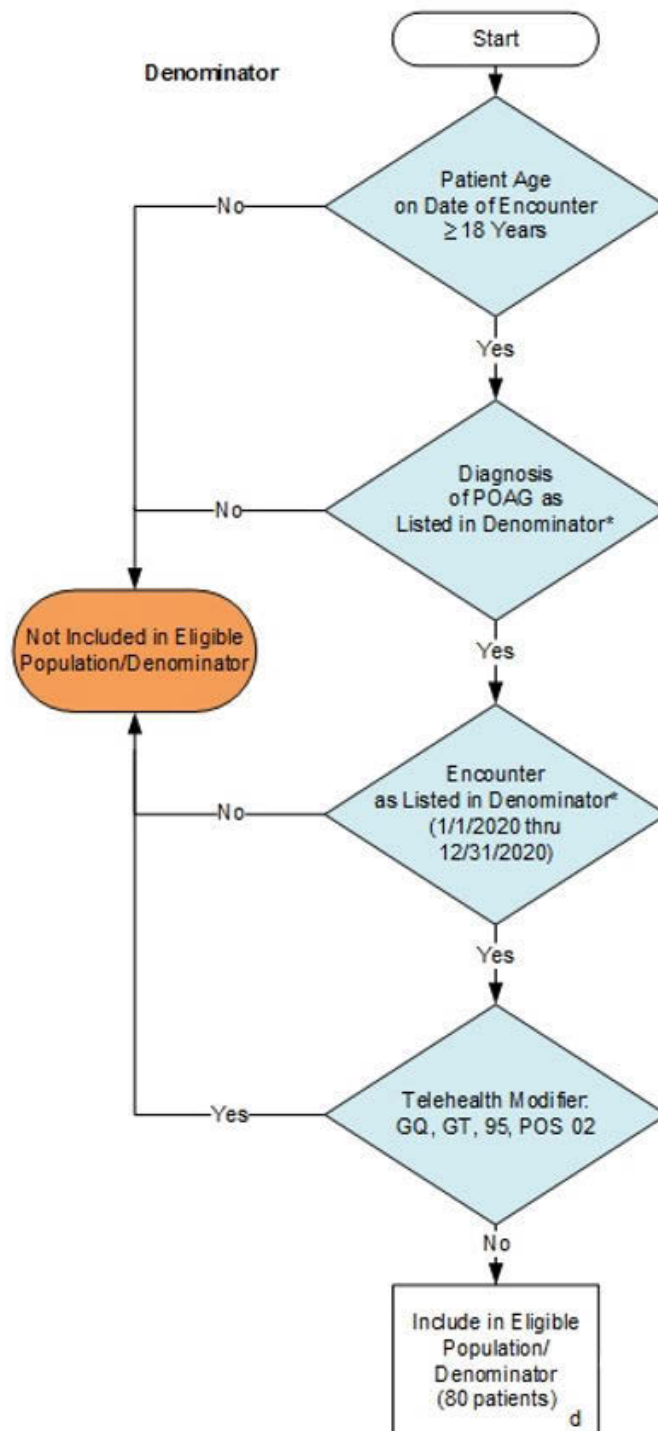 Start
Denominator
Patient Age
on Date of Encounter
≥ 18 Years
No
Yes
Diagnosis
of POAG as
Listed in Denominator*
No
Not Included in Eligible
Population/Denominator
Yes
Encounter
as Listed in Denominator*
(1/1/2020 thru
12/31/2020)
No
Yes
Telehealth Modifier:
GQ, GT, 95, POS 02
Yes
No
Include in Eligible
Population/
Denominator
(80 patients)
d